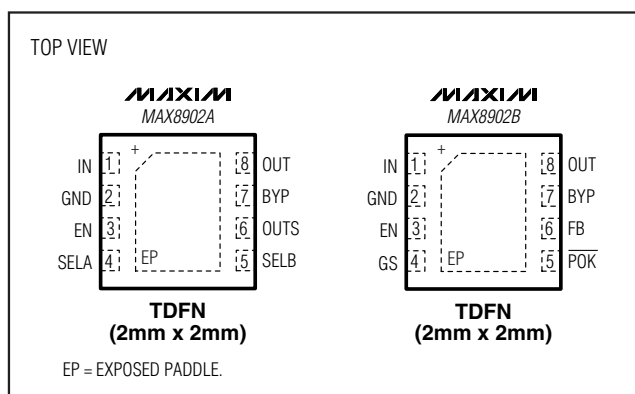 TOP VIEW
MAXIM MAXIM
MAX8902A MAX8902B
+ +
IN 1 8 OUT IN 1 8 OUT
GND 2 7 BYP GND 2 7 BYP
EN 3 6 OUTS EN 3 6 FB
SELA 4 EP 5 SELB GS 4 EP 5 P̅O̅K̅
TDFN TDFN
(2mm x 2mm) (2mm x 2mm)
EP = EXPOSED PADDLE.